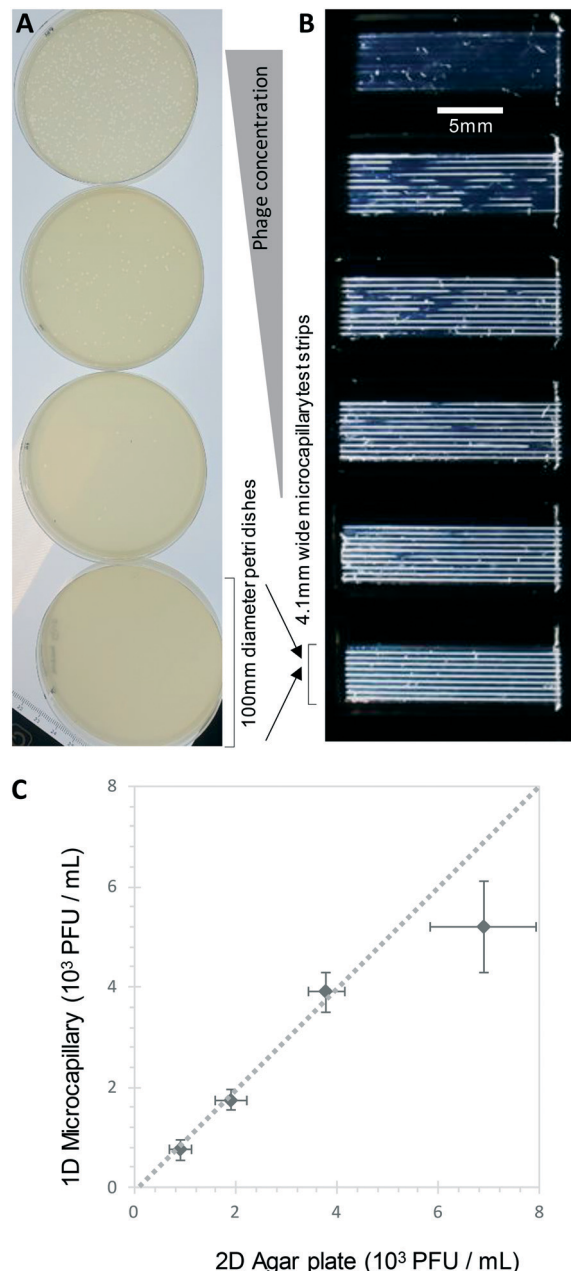 A
B
Phage concentration
5mm
4.1mm wide microcapillary test strips
100mm diameter petri dishes
C
8
6
4
2
0
0
2
4
6
8
1D Microcapillary (10³ PFU / mL)
2D Agar plate (10³ PFU / mL)